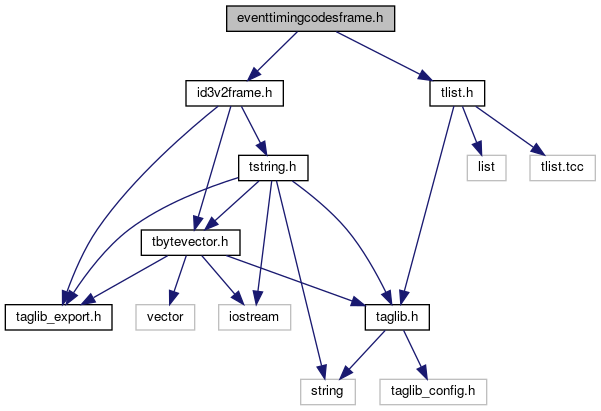 eventtimingcodesframe.h
id3v2frame.h
tlist.h
tstring.h
list
tlist.tcc
tbytevector.h
taglib_export.h
vector
iostream
taglib.h
string
taglib_config.h